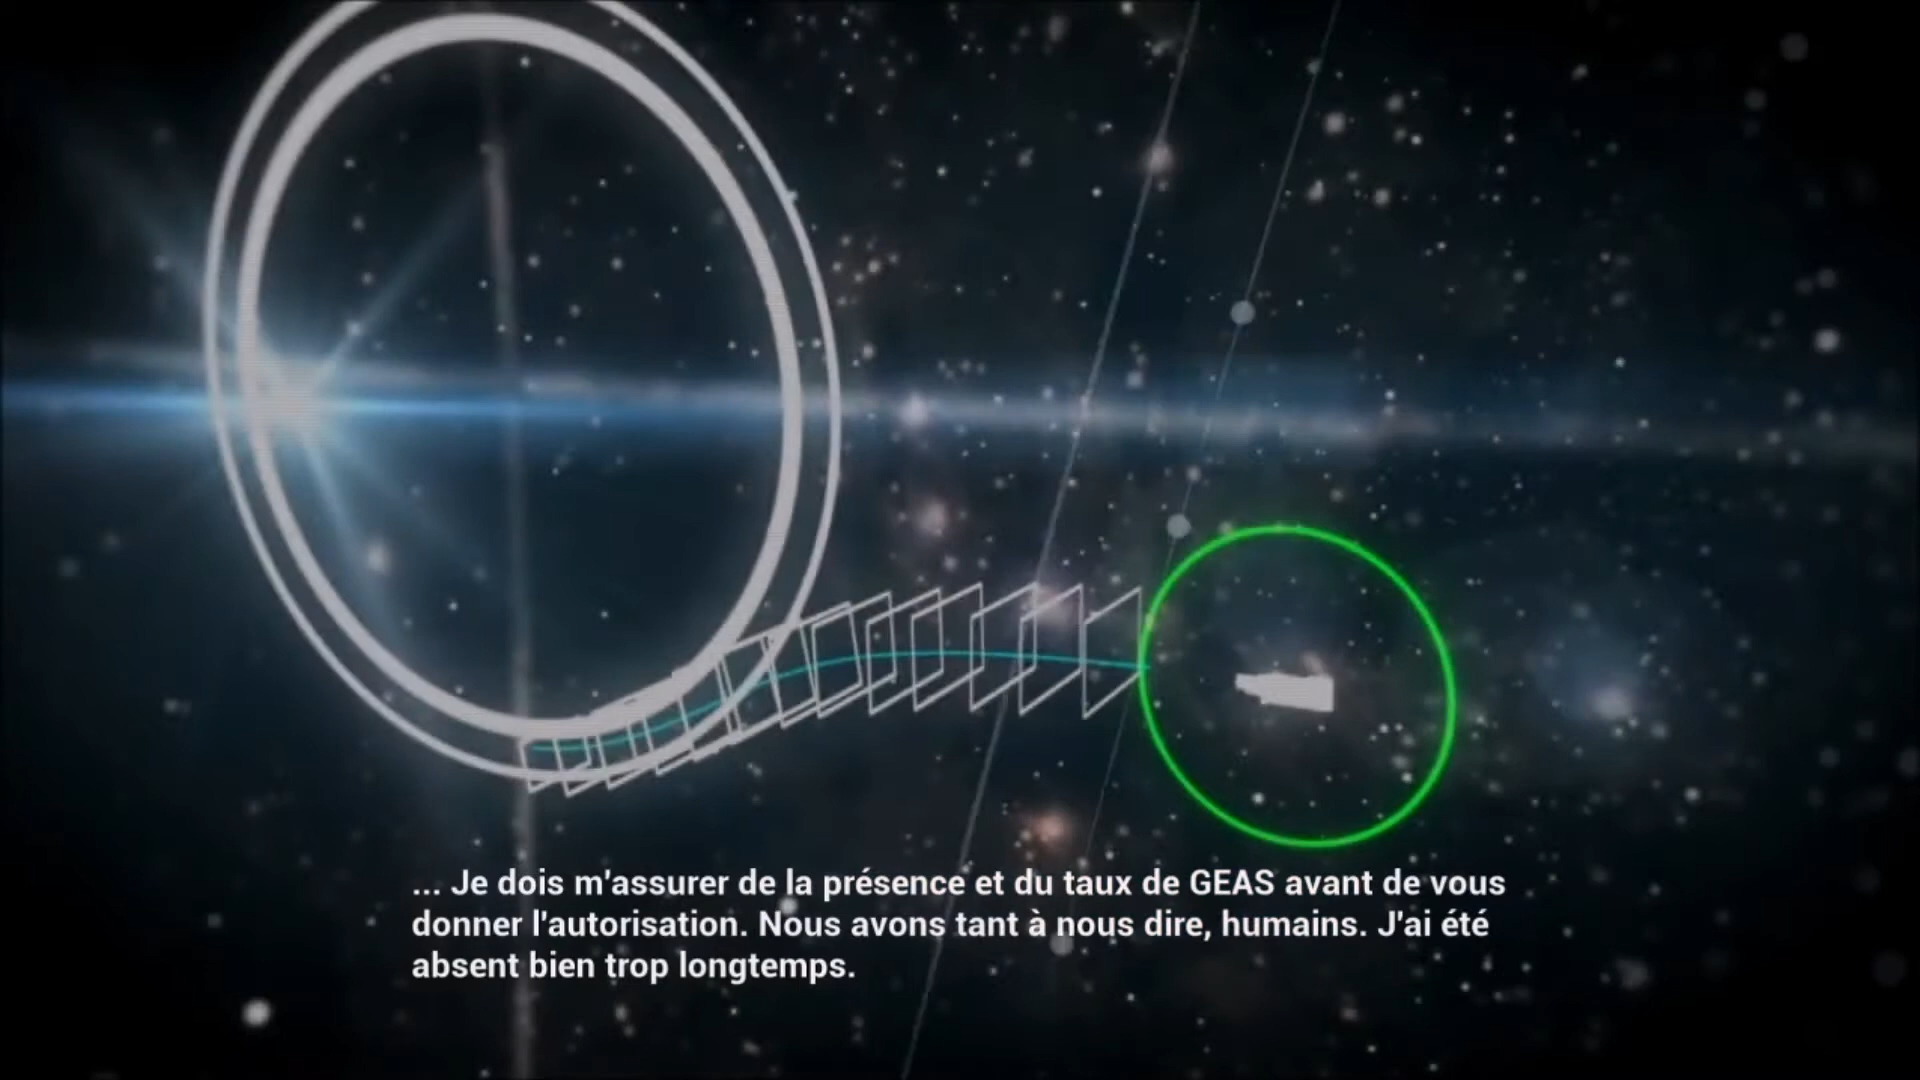 ... Je dois m'assurer de la présence et du taux de GEAS avant de vous
donner l'autorisation. Nous avons tant à nous dire, humains. J'ai été
absent bien trop longtemps.